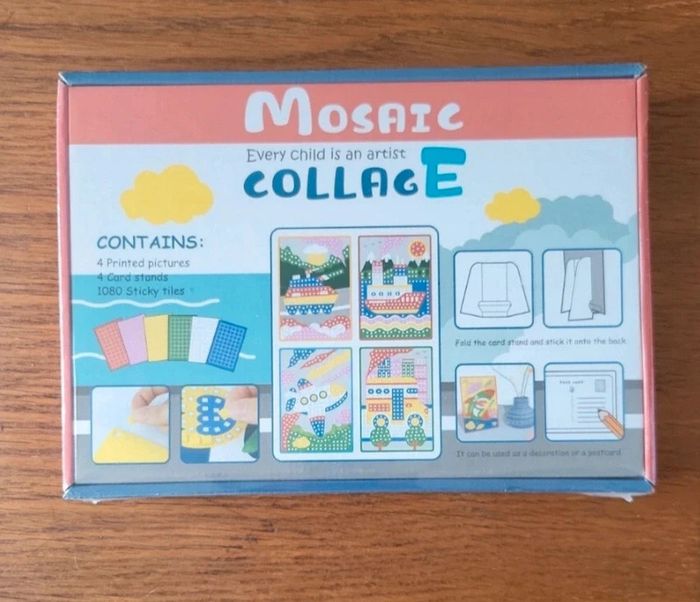 MOSAIC
Every child is an artist
COLLAGE
CONTAINS:
4 Printed pictures
4 Card stands
1080 Sticky tiles
Fold the card stand and stick it onto the back
It can be used as a decoration or a postcard